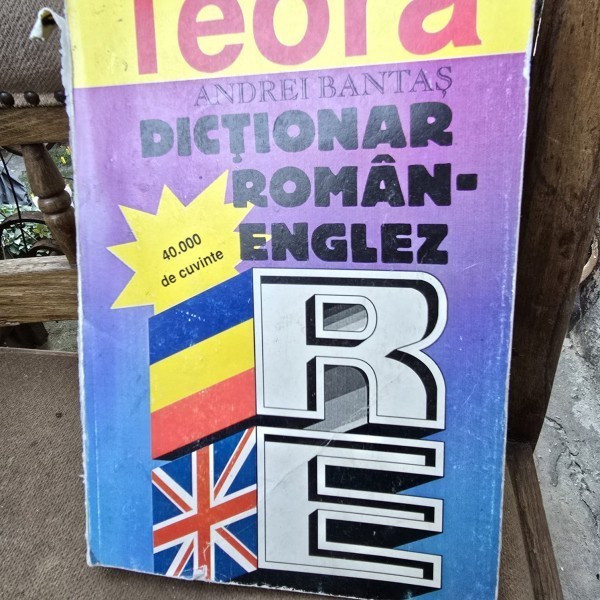 Teora
ANDREI BANTAȘ
DICȚIONAR
ROMÂN-
ENGLEZ
40.000
de cuvinte
R
E